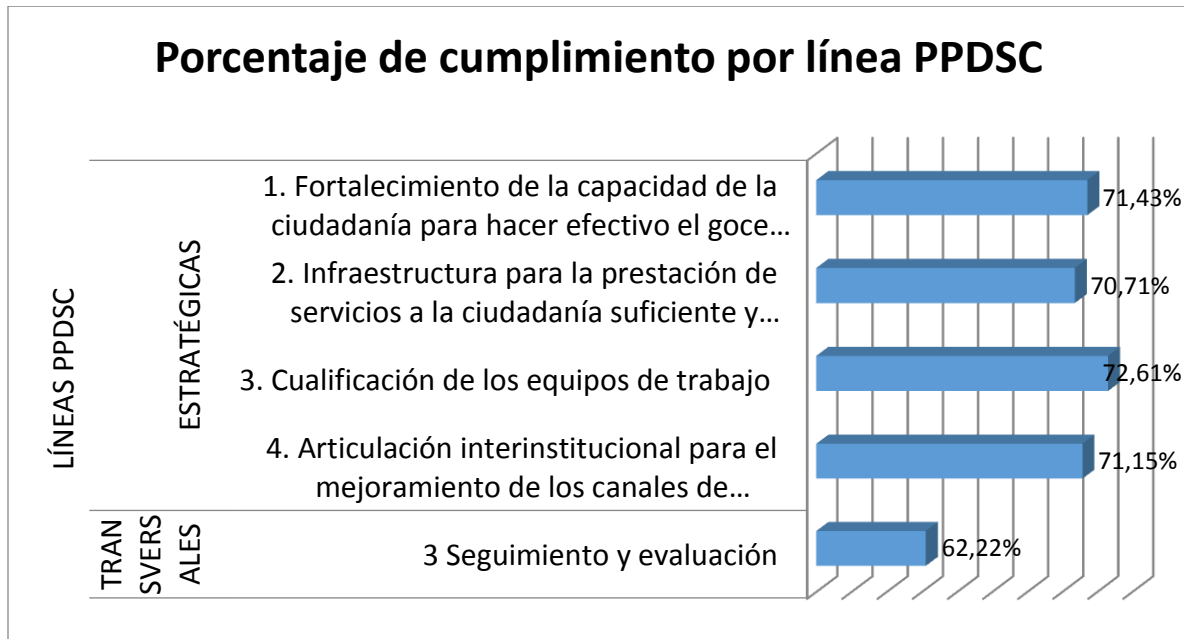 Porcentaje de cumplimiento por línea PPDSC
LÍNEAS PPDSC
ESTRATÉGICAS
1. Fortalecimiento de la capacidad de la
ciudadanía para hacer efectivo el goce...
71,43%
2. Infraestructura para la prestación de
servicios a la ciudadanía suficiente y...
70,71%
3. Cualificación de los equipos de trabajo
72,61%
4. Articulación interinstitucional para el
mejoramiento de los canales de...
71,15%
TRAN
SVERS
ALES
3 Seguimiento y evaluación
62,22%